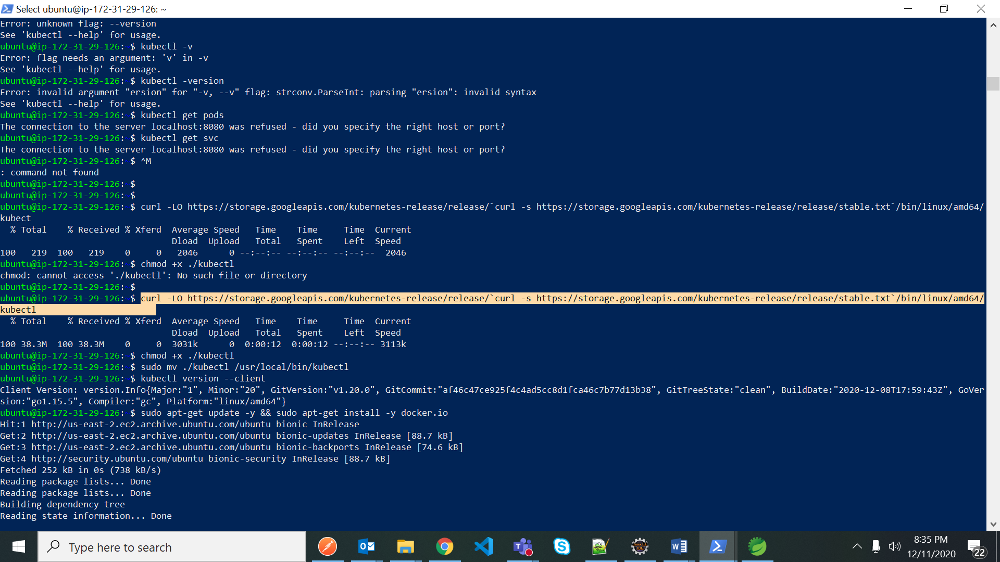 Select ubuntu@ip-172-31-29-126: ~
Error: unknown flag: --version
See 'kubectl --help' for usage.
ubuntu@ip-172-31-29-126:~$ kubectl -v
Error: flag needs an argument: 'v' in -v
See 'kubectl --help' for usage.
ubuntu@ip-172-31-29-126:~$ kubectl -version
Error: invalid argument "ersion" for "-v, --v" flag: strconv.ParseInt: parsing "ersion": invalid syntax
See 'kubectl --help' for usage.
ubuntu@ip-172-31-29-126:~$ kubectl get pods
The connection to the server localhost:8080 was refused - did you specify the right host or port?
ubuntu@ip-172-31-29-126:~$ kubectl get svc
The connection to the server localhost:8080 was refused - did you specify the right host or port?
ubuntu@ip-172-31-29-126:~$ ^M
: command not found
ubuntu@ip-172-31-29-126:~$
ubuntu@ip-172-31-29-126:~$
ubuntu@ip-172-31-29-126:~$ curl -LO https://storage.googleapis.com/kubernetes-release/release/`curl -s https://storage.googleapis.com/kubernetes-release/release/stable.txt`/bin/linux/amd64/
kubect
% Total % Received % Xferd Average Speed Time Time Time Current
Dload Upload Total Spent Left Speed
100 219 100 219 0 0 2046 0 --:--:-- --:--:-- --:--:-- 2046
ubuntu@ip-172-31-29-126:~$ chmod +x ./kubectl
chmod: cannot access './kubectl': No such file or directory
ubuntu@ip-172-31-29-126:~$
ubuntu@ip-172-31-29-126:~$ curl -LO https://storage.googleapis.com/kubernetes-release/release/`curl -s https://storage.googleapis.com/kubernetes-release/release/stable.txt`/bin/linux/amd64/
kubectl
% Total % Received % Xferd Average Speed Time Time Time Current
Dload Upload Total Spent Left Speed
100 38.3M 100 38.3M 0 0 3031k 0 0:00:12 0:00:12 --:--:-- 3113k
ubuntu@ip-172-31-29-126:~$ chmod +x ./kubectl
ubuntu@ip-172-31-29-126:~$ sudo mv ./kubectl /usr/local/bin/kubectl
ubuntu@ip-172-31-29-126:~$ kubectl version --client
Client Version: version.Info{Major:"1", Minor:"20", GitVersion:"v1.20.0", GitCommit:"af46c47ce925f4c4ad5cc8d1fca46c7b77d13b38", GitTreeState:"clean", BuildDate:"2020-12-08T17:59:43Z", GoVer
sion:"go1.15.5", Compiler:"gc", Platform:"linux/amd64"}
ubuntu@ip-172-31-29-126:~$ sudo apt-get update -y && sudo apt-get install -y docker.io
Hit:1 http://us-east-2.ec2.archive.ubuntu.com/ubuntu bionic InRelease
Get:2 http://us-east-2.ec2.archive.ubuntu.com/ubuntu bionic-updates InRelease [88.7 kB]
Get:3 http://us-east-2.ec2.archive.ubuntu.com/ubuntu bionic-backports InRelease [74.6 kB]
Get:4 http://security.ubuntu.com/ubuntu bionic-security InRelease [88.7 kB]
Fetched 252 kB in 0s (738 kB/s)
Reading package lists... Done
Reading package lists... Done
Building dependency tree
Reading state information... Done
Type here to search
Java EE
IDE
8:35 PM
12/11/2020
22